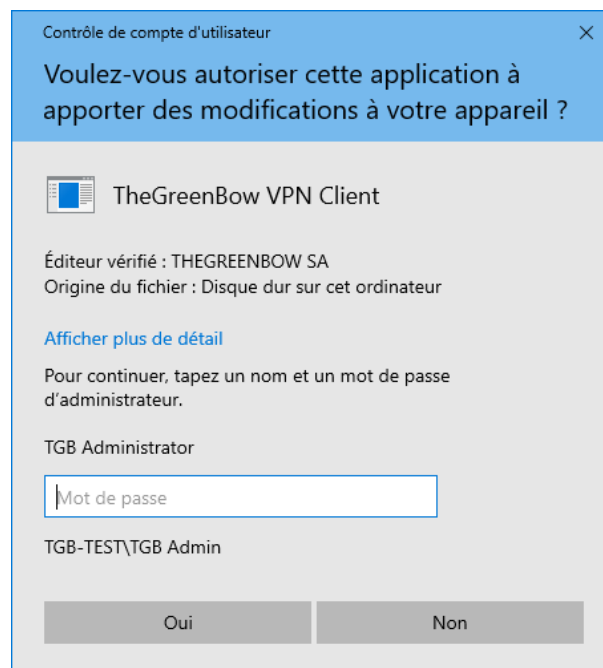 Contrôle de compte d'utilisateur
Voulez-vous autoriser cette application à
apporter des modifications à votre appareil ?
TheGreenBow VPN Client
Éditeur vérifié : THEGREENBOW SA
Origine du fichier : Disque dur sur cet ordinateur
Afficher plus de détail
Pour continuer, tapez un nom et un mot de passe
d’administrateur.
TGB Administrator
Mot de passe
TGB-TEST\TGB Admin
Oui
Non